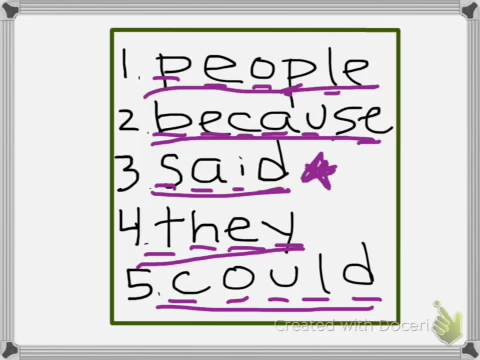 1. people
2. because
3. said
4. they
5. could
Created with Doceri